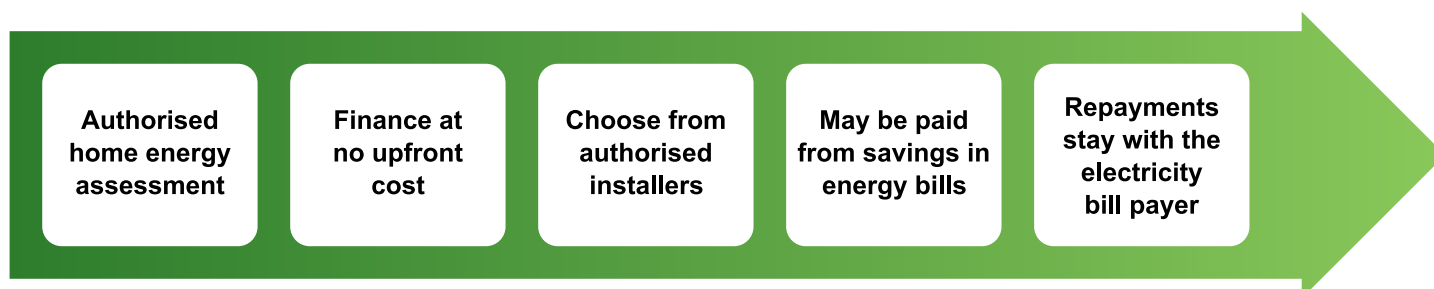 Authorised
home energy
assessment
Finance at
no upfront
cost
Choose from
authorised
installers
May be paid
from savings in
energy bills
Repayments
stay with the
electricity
bill payer